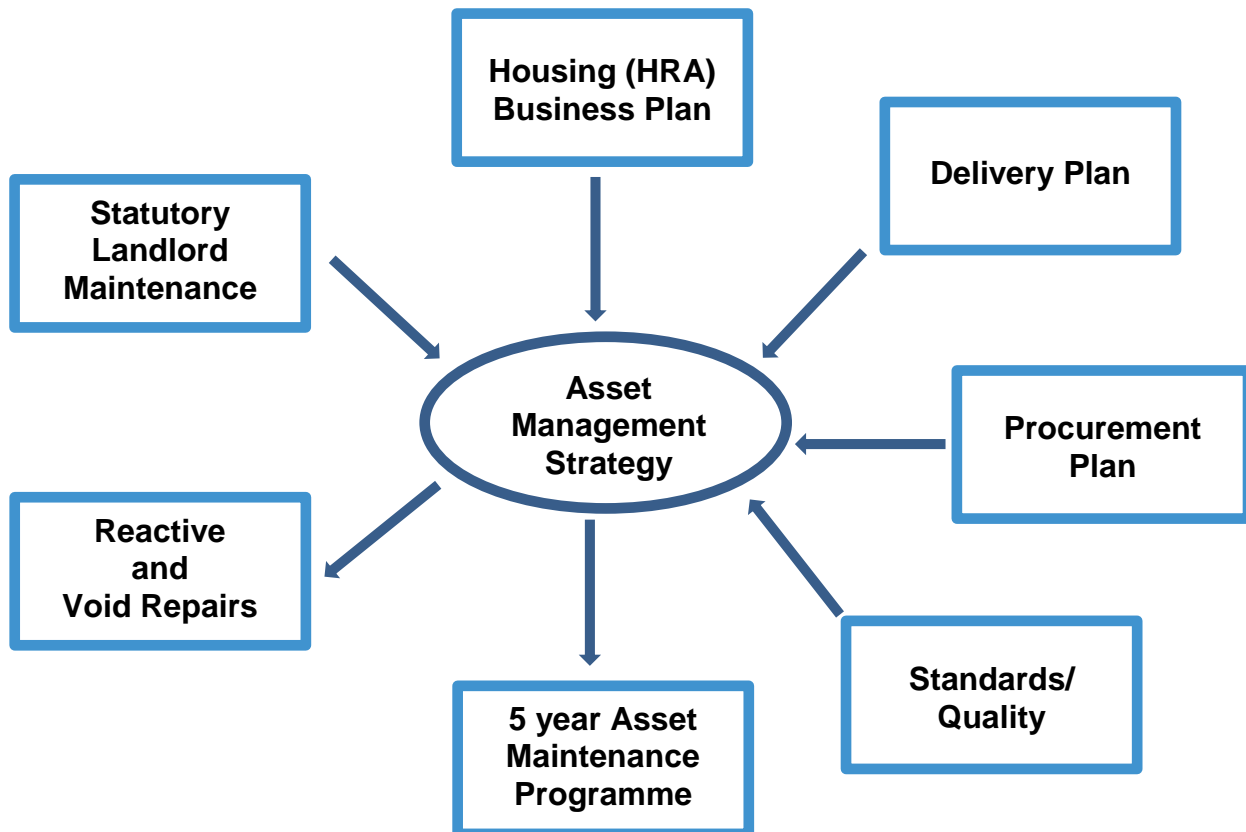 Housing (HRA)
Business Plan
Delivery Plan
Statutory
Landlord
Maintenance
Asset
Management
Strategy
Procurement
Plan
Reactive
and
Void Repairs
Standards/
Quality
5 year Asset
Maintenance
Programme